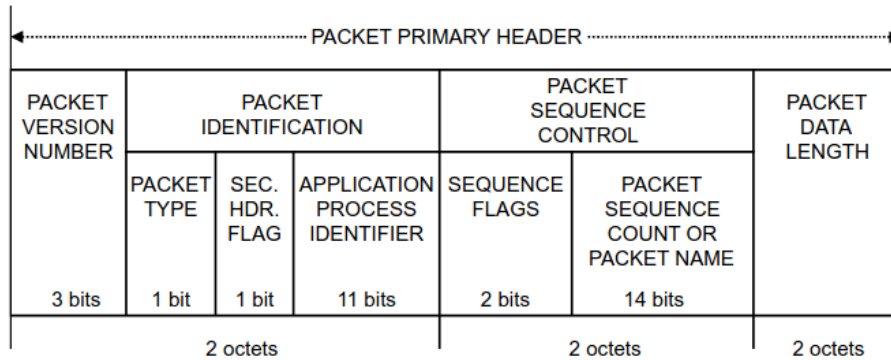 PACKET PRIMARY HEADER
PACKET
VERSION
NUMBER
3 bits
PACKET
IDENTIFICATION
PACKET
TYPE
1 bit
SEC.
HDR.
FLAG
1 bit
APPLICATION
PROCESS
IDENTIFIER
11 bits
PACKET
SEQUENCE
CONTROL
SEQUENCE
FLAGS
2 bits
PACKET
SEQUENCE
COUNT OR
PACKET NAME
14 bits
PACKET
DATA
LENGTH
2 octets
2 octets
2 octets